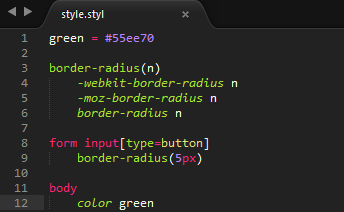 style.styl ×
1 green = #55ee70
2
3 border-radius(n)
4     -webkit-border-radius n
5     -moz-border-radius n
6     border-radius n
7
8 form input[type=button]
9     border-radius(5px)
10
11 body
12     color green